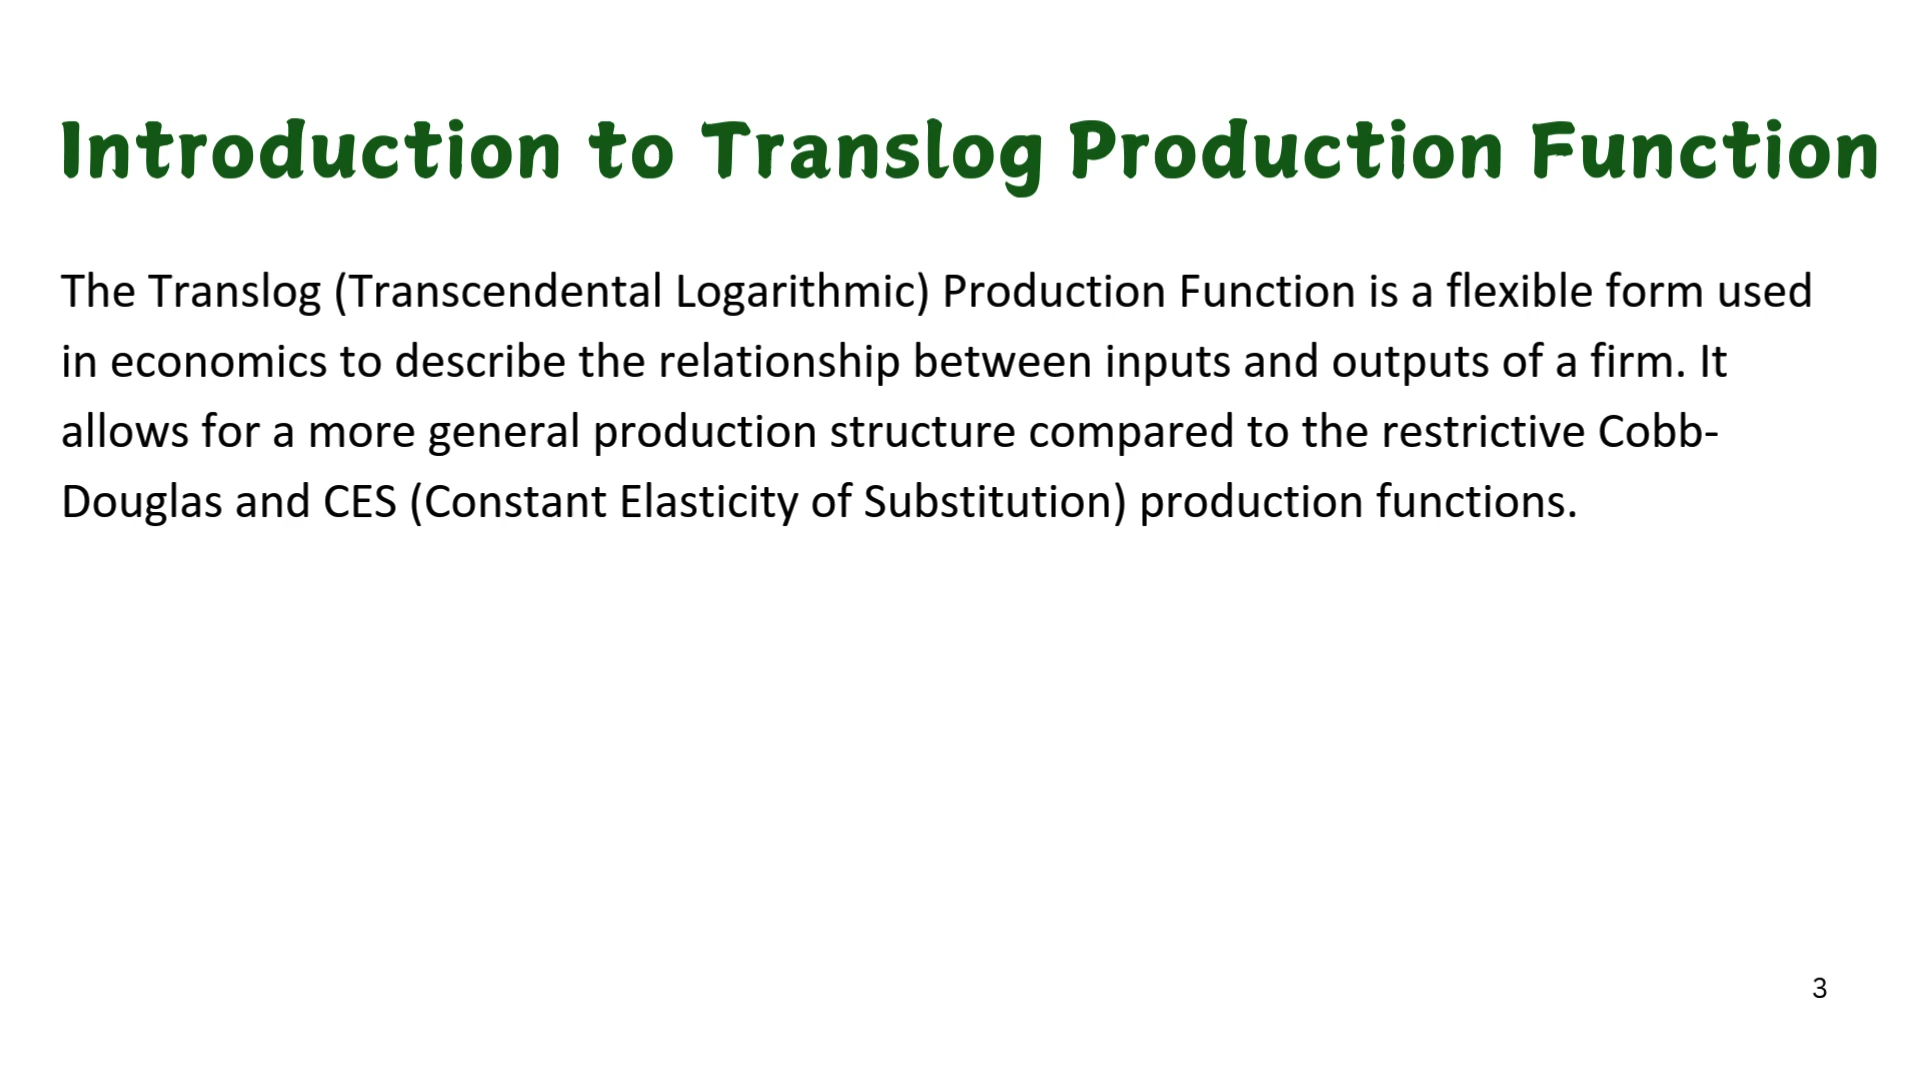 Introduction to Translog Production Function
The Translog (Transcendental Logarithmic) Production Function is a flexible form used
in economics to describe the relationship between inputs and outputs of a firm. It
allows for a more general production structure compared to the restrictive Cobb-
Douglas and CES (Constant Elasticity of Substitution) production functions.
3